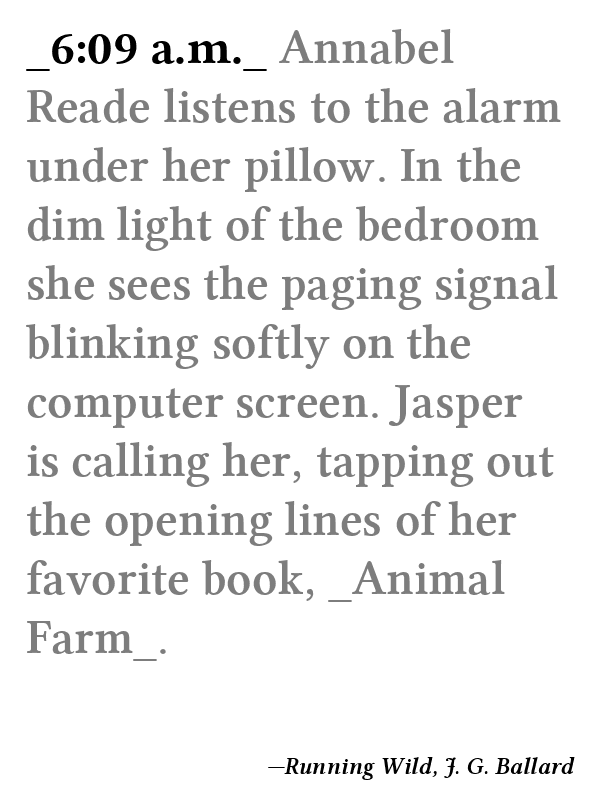 _6:09 a.m._ Annabel
Reade listens to the alarm
under her pillow. In the
dim light of the bedroom
she sees the paging signal
blinking softly on the
computer screen. Jasper
is calling her, tapping out
the opening lines of her
favorite book, _Animal
Farm_.
—Running Wild, J. G. Ballard